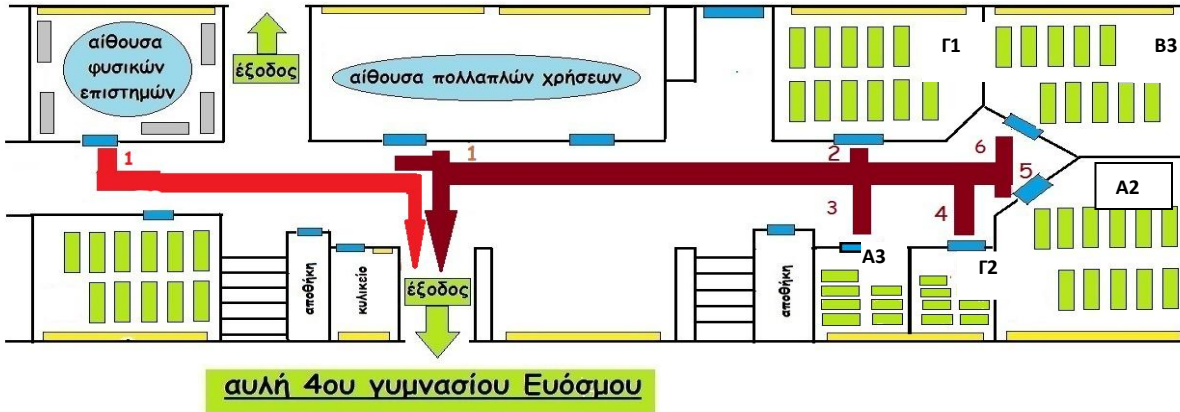 αίθουσα
φυσικών
επιστημών
έξοδος
αίθουσα πολλαπλών χρήσεων
Γ1
Β3
1
1
2
6
5
3
4
Α2
Α3
Γ2
αποθήκη
κυλικείο
έξοδος
αποθήκη
αυλή 4ου γυμνασίου Ευόσμου